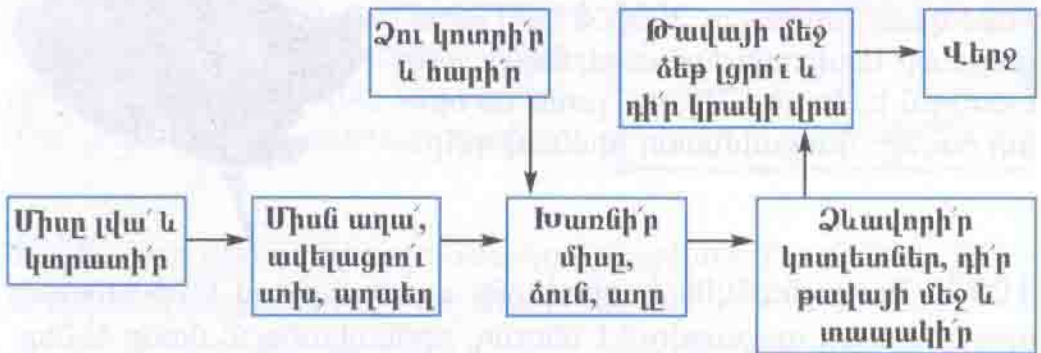 Ձու կոտրի՛ր
և հարի՛ր
Թավայի մեջ
ձեթ լցրո՛ւ և
դի՛ր կրակի վրա
Վերջ
Միսը լվա՛ և
կտրատի՛ր
Միսն աղա՛,
ավելացրո՛ւ
սոխ, պղպեղ
Խառնի՛ր
միսը,
ձուն, աղը
Ձևավորի՛ր
կոտլետներ, դի՛ր
թավայի մեջ և
տապակի՛ր